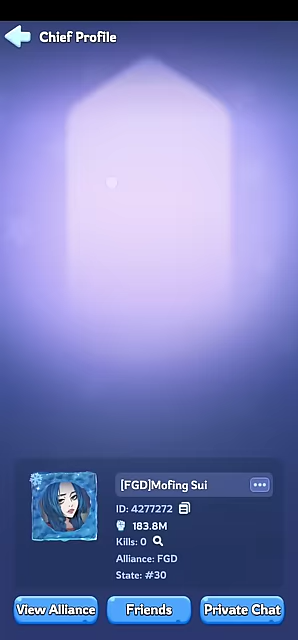 Chief Profile
[FGD]Mofing Sui
ID: 4277272
183.8M
Kills: 0
Alliance: FGD
State: #30
View Alliance
Friends
Private Chat